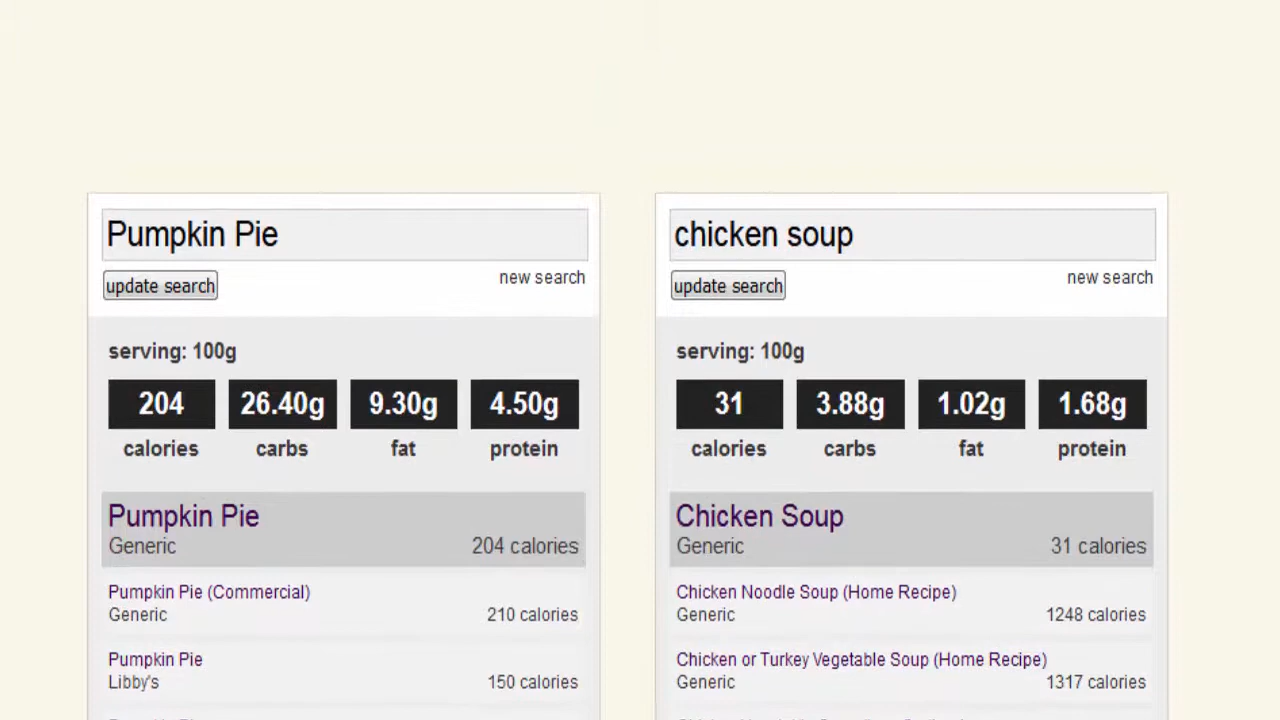 Pumpkin Pie
update search
new search
serving: 100g
204
26.40g
9.30g
4.50g
calories
carbs
fat
protein
Pumpkin Pie
Generic
204 calories
Pumpkin Pie (Commercial)
Generic
210 calories
Pumpkin Pie
Libby's
150 calories
chicken soup
update search
new search
serving: 100g
31
3.88g
1.02g
1.68g
calories
carbs
fat
protein
Chicken Soup
Generic
31 calories
Chicken Noodle Soup (Home Recipe)
Generic
1248 calories
Chicken or Turkey Vegetable Soup (Home Recipe)
Generic
1317 calories